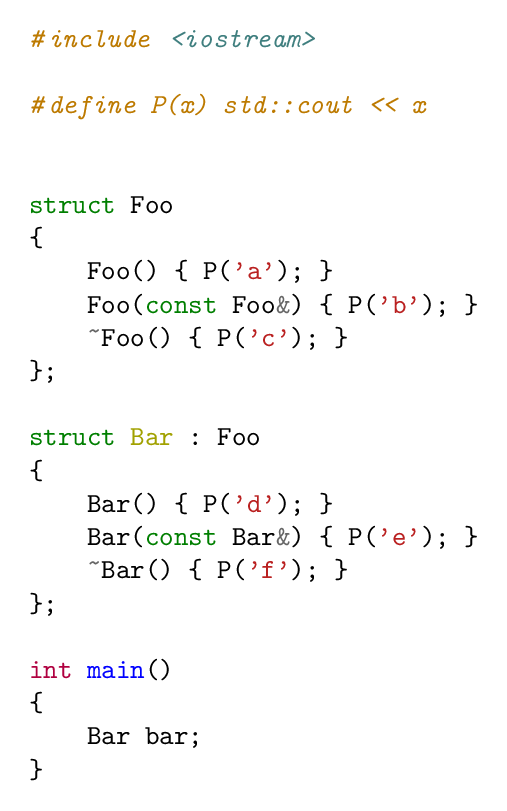 #include <iostream>

#define P(x) std::cout << x


struct Foo
{
    Foo() { P('a'); }
    Foo(const Foo&) { P('b'); }
    ~Foo() { P('c'); }
};

struct Bar : Foo
{
    Bar() { P('d'); }
    Bar(const Bar&) { P('e'); }
    ~Bar() { P('f'); }
};

int main()
{
    Bar bar;
}